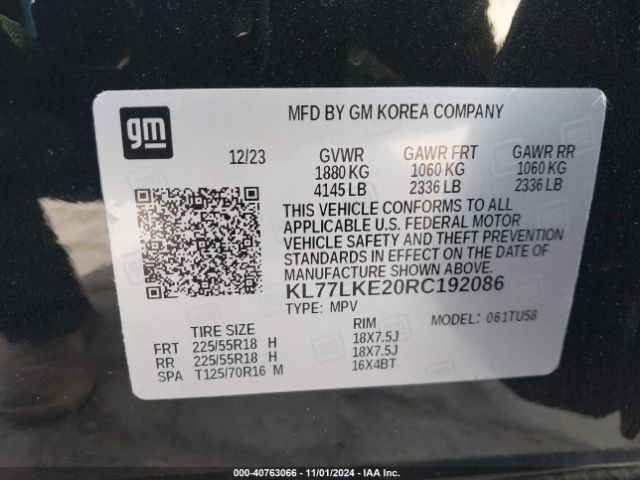 gm
MFD BY GM KOREA COMPANY
12/23 GVWR GAWR FRT GAWR RR
1880 KG 1060 KG 1060 KG
4145 LB 2336 LB 2336 LB
THIS VEHICLE CONFORMS TO ALL
APPLICABLE U.S. FEDERAL MOTOR
VEHICLE SAFETY AND THEFT PREVENTION
STANDARDS IN EFFECT ON THE DATE OF
MANUFACTURE SHOWN ABOVE.
KL77LKE20RC192086
TYPE: MPV MODEL: 061TU58
TIRE SIZE RIM
FRT 225/55R18 H 18X7.5J
RR 225/55R18 H 18X7.5J
SPA T125/70R16 M 16X4BT
000-40763066 - 11/01/2024 - IAA Inc.